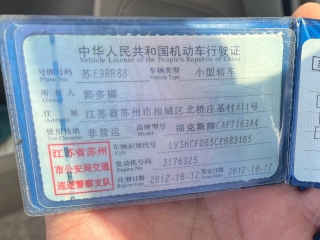 中华人民共和国机动车行驶证
Vehicle License of the People's Republic of China
号牌号码 苏E9RR88 车辆类型 小型轿车
Plate No. Vehicle Type
所有人 郭多福
Owner
住址 江苏省苏州市相城区北桥庄基村A11号
Address
使用性质 非营运 品牌型号 福克斯牌CAF7163A4
Use Character Model
江苏省苏州
市公安局交通
巡逻警察支队
车辆识别代号 LVSHCFDB5CE083165
VIN
发动机号码 3176925
Engine No.
注册日期 2012-10-12 发证日期 2012-10-12
Register Date Issue Date